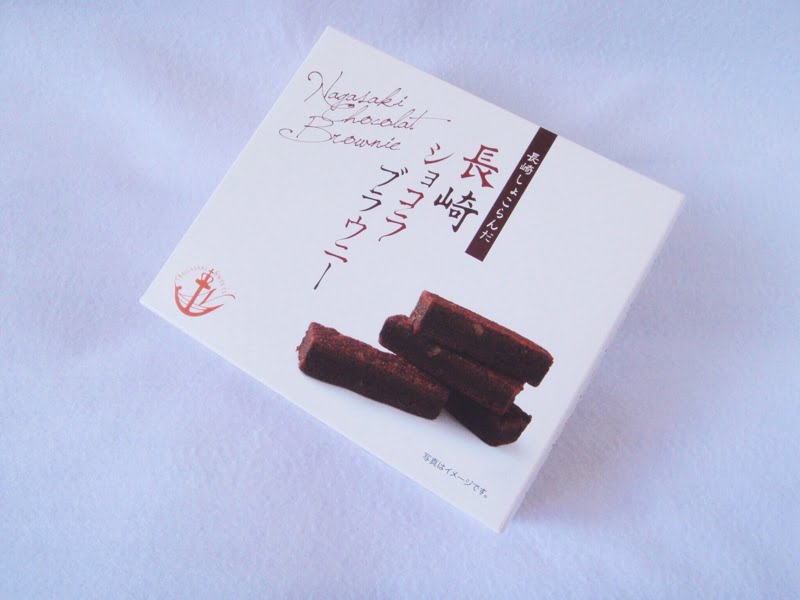 Nagasaki
Chocolat
Brownie
長崎しょこらんだ
長崎
ショコラ
ブラウニー
写真はイメージです。